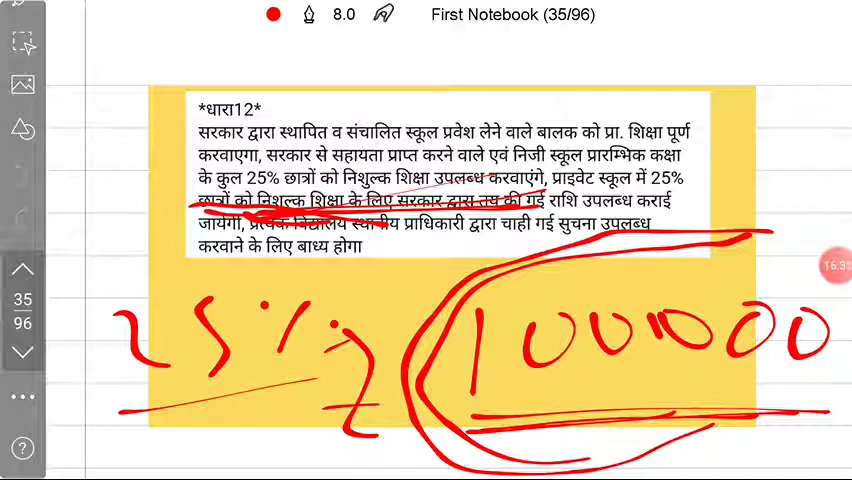 8.0
First Notebook (35/96)
*धारा12*
सरकार द्वारा स्थापित व संचालित स्कूल प्रवेश लेने वाले बालक को प्रा. शिक्षा पूर्ण
करवाएगा, सरकार से सहायता प्राप्त करने वाले एवं निजी स्कूल प्रारम्भिक कक्षा
के कुल 25% छात्रों को निशुल्क शिक्षा उपलब्ध करवाएंगे, प्राइवेट स्कूल में 25%
छात्रों को निशुल्क शिक्षा के लिए सरकार द्वारा तय की गई राशि उपलब्ध कराई
जायेगी, प्रत्येक विद्यालय स्थानीय प्राधिकारी द्वारा चाही गई सुचना उपलब्ध
करवाने के लिए बाध्य होगा
16:31
35
96
25%
100000